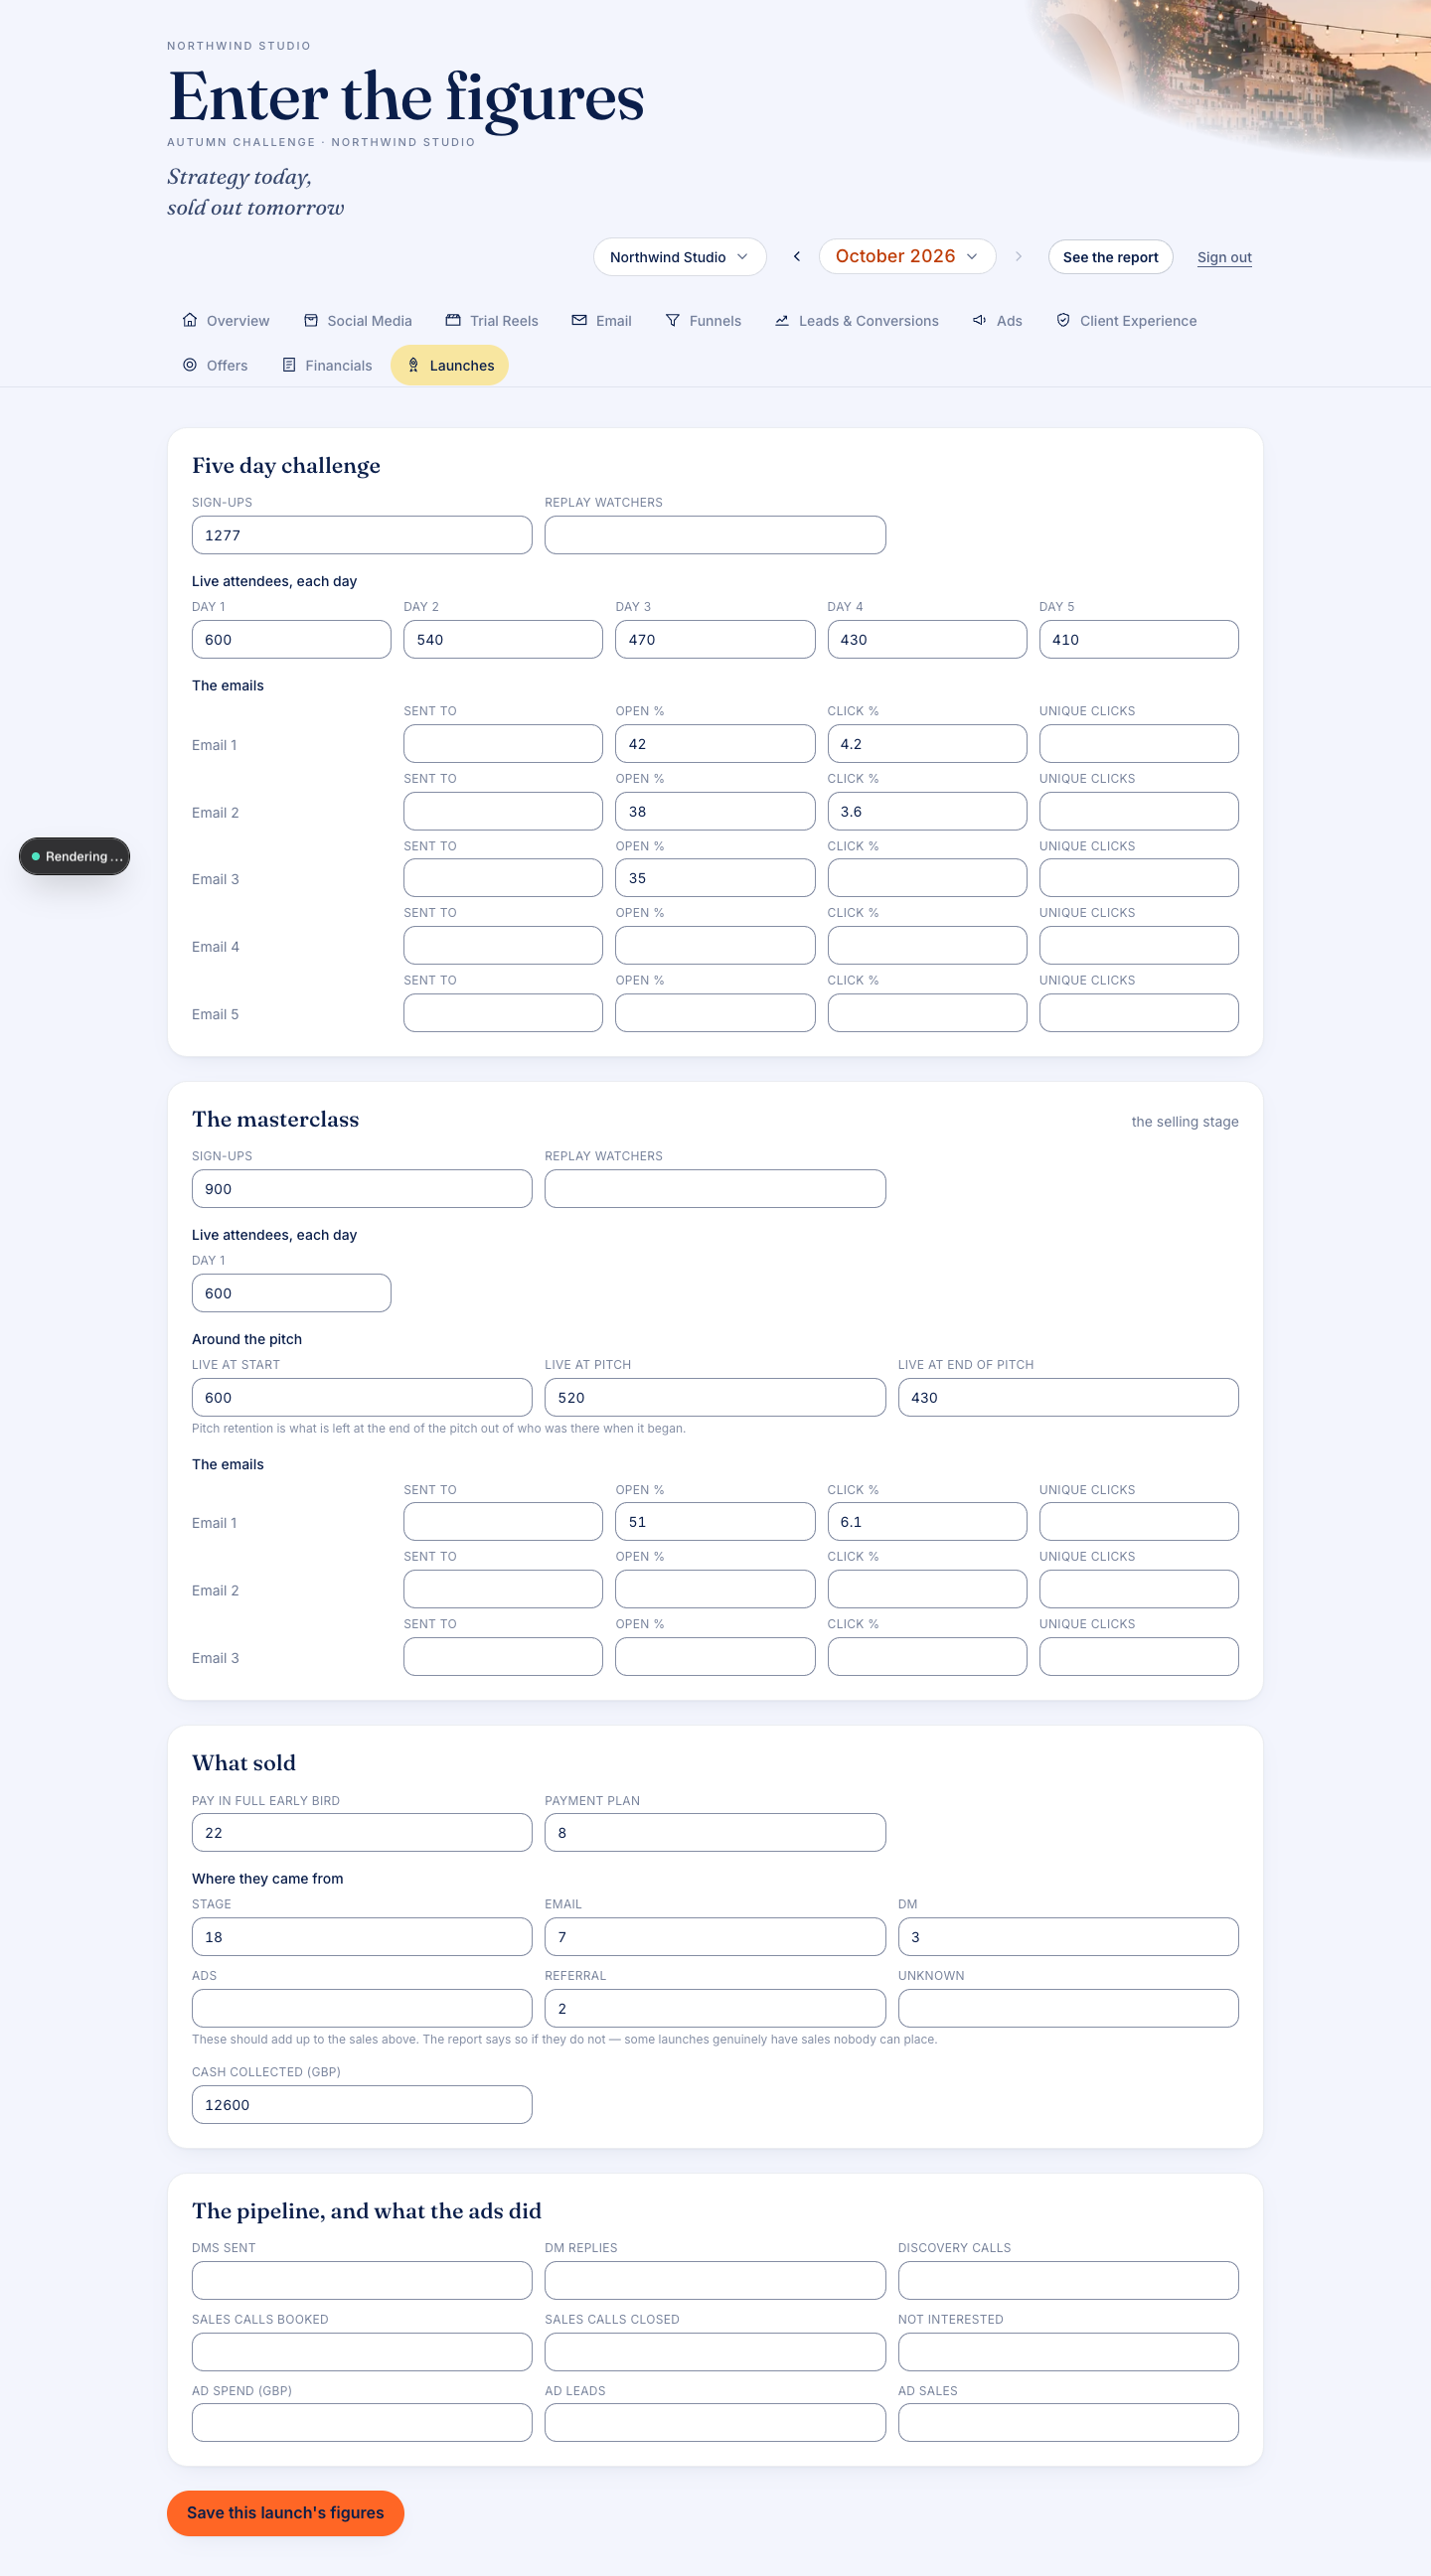 NORTHWIND STUDIO
Enter the figures
AUTUMN CHALLENGE · NORTHWIND STUDIO
Strategy today,
sold out tomorrow
Northwind Studio
October 2026
See the report
Sign out
Overview
Social Media
Trial Reels
Email
Funnels
Leads & Conversions
Ads
Client Experience
Offers
Financials
Launches
Five day challenge
SIGN-UPS REPLAY WATCHERS
1277
Live attendees, each day
DAY 1 DAY 2 DAY 3 DAY 4 DAY 5
600 540 470 430 410
The emails
SENT TO OPEN % CLICK % UNIQUE CLICKS
Email 1 42 4.2
SENT TO OPEN % CLICK % UNIQUE CLICKS
Email 2 38 3.6
SENT TO OPEN % CLICK % UNIQUE CLICKS
Rendering ...
Email 3 35
SENT TO OPEN % CLICK % UNIQUE CLICKS
Email 4
SENT TO OPEN % CLICK % UNIQUE CLICKS
Email 5
The masterclass
the selling stage
SIGN-UPS REPLAY WATCHERS
900
Live attendees, each day
DAY 1
600
Around the pitch
LIVE AT START LIVE AT PITCH LIVE AT END OF PITCH
600 520 430
Pitch retention is what is left at the end of the pitch out of who was there when it began.
The emails
SENT TO OPEN % CLICK % UNIQUE CLICKS
Email 1 51 6.1
SENT TO OPEN % CLICK % UNIQUE CLICKS
Email 2
SENT TO OPEN % CLICK % UNIQUE CLICKS
Email 3
What sold
PAY IN FULL EARLY BIRD PAYMENT PLAN
22 8
Where they came from
STAGE EMAIL DM
18 7 3
ADS REFERRAL UNKNOWN
2
These should add up to the sales above. The report says so if they do not — some launches genuinely have sales nobody can place.
CASH COLLECTED (GBP)
12600
The pipeline, and what the ads did
DMS SENT DM REPLIES DISCOVERY CALLS
SALES CALLS BOOKED SALES CALLS CLOSED NOT INTERESTED
AD SPEND (GBP) AD LEADS AD SALES
Save this launch's figures